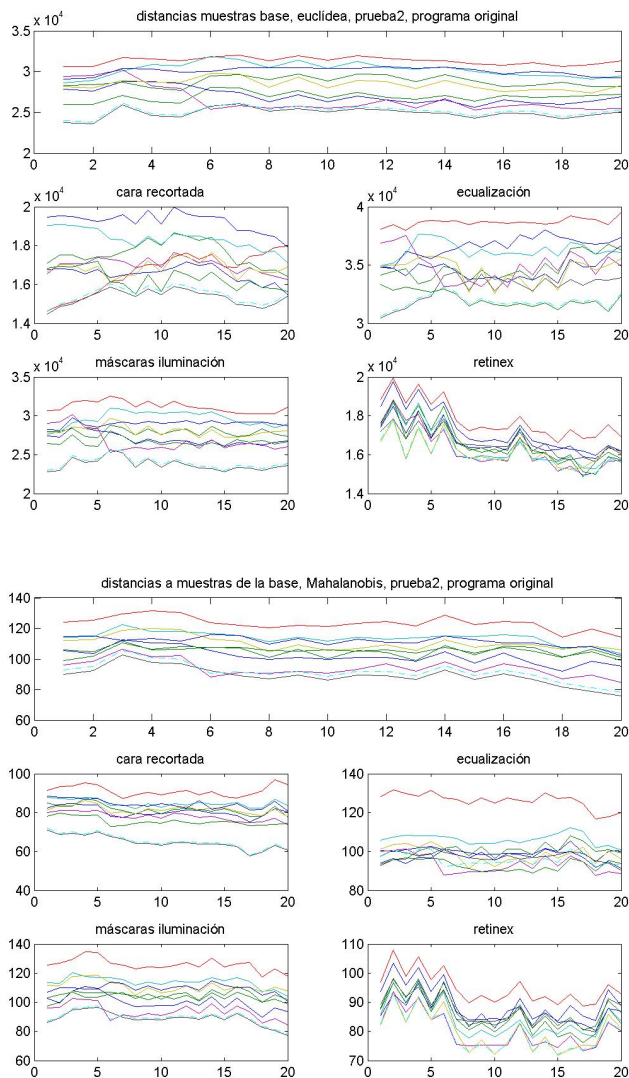 distancias muestras base, euclídea, prueba2, programa original
x 10^4
3.5
3
2.5
2
0 2 4 6 8 10 12 14 16 18 20
cara recortada
x 10^4
2
1.8
1.6
1.4
0 5 10 15 20
ecualización
x 10^4
4
3.5
3
0 5 10 15 20
máscaras iluminación
x 10^4
3.5
3
2.5
2
0 5 10 15 20
retinex
x 10^4
2
1.8
1.6
1.4
0 5 10 15 20
distancias a muestras de la base, Mahalanobis, prueba2, programa original
140
120
100
80
60
0 2 4 6 8 10 12 14 16 18 20
cara recortada
100
80
60
40
0 5 10 15 20
ecualización
140
120
100
80
0 5 10 15 20
máscaras iluminación
140
120
100
80
60
0 5 10 15 20
retinex
110
100
90
80
70
0 5 10 15 20